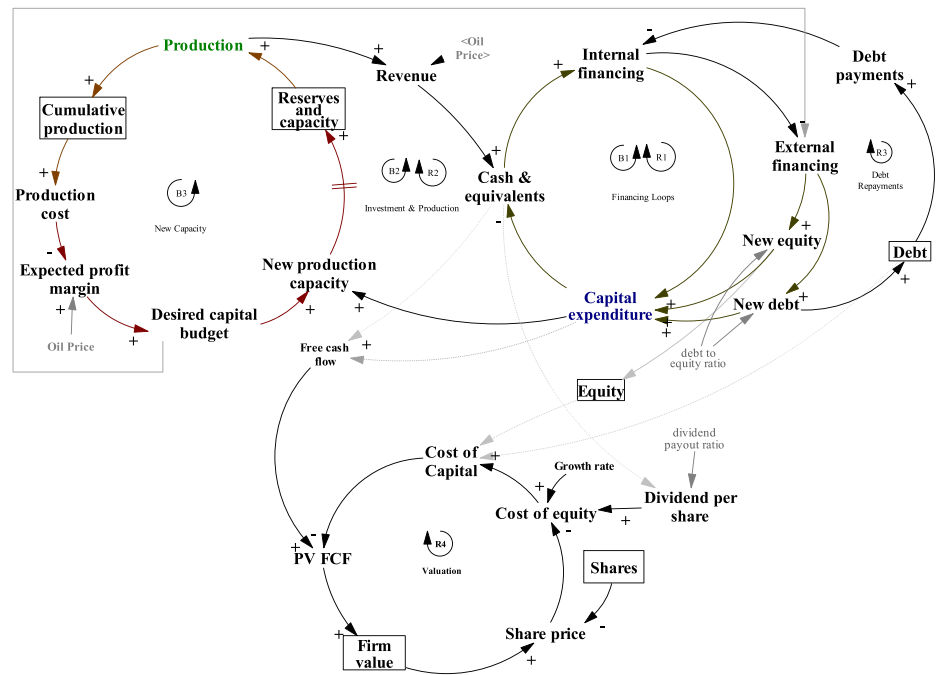 Production
+
+
Revenue
<Oil
Price>
-
Internal
financing
+
Debt
payments
+
+
Cumulative
production
Reserves
and
capacity
+
-
External
financing
R3
Debt
Repayments
B2
R2
Investment & Production
B1
R1
Financing Loops
+
Cash &
equivalents
-
+
Production
cost
B3
New Capacity
-
Expected profit
margin
+
New production
capacity
+
+
+
New equity
Debt
+
Oil Price
Desired capital
budget
+
Capital
expenditure
+
+
+
New debt
+
Free cash
flow
+
debt to
equity ratio
Equity
dividend
payout ratio
Cost of
Capital
+
Growth rate
+
Cost of equity
-
+
Dividend per
share
+
-
PV FCF
R4
Valuation
Shares
-
+
Firm
value
Share price
+